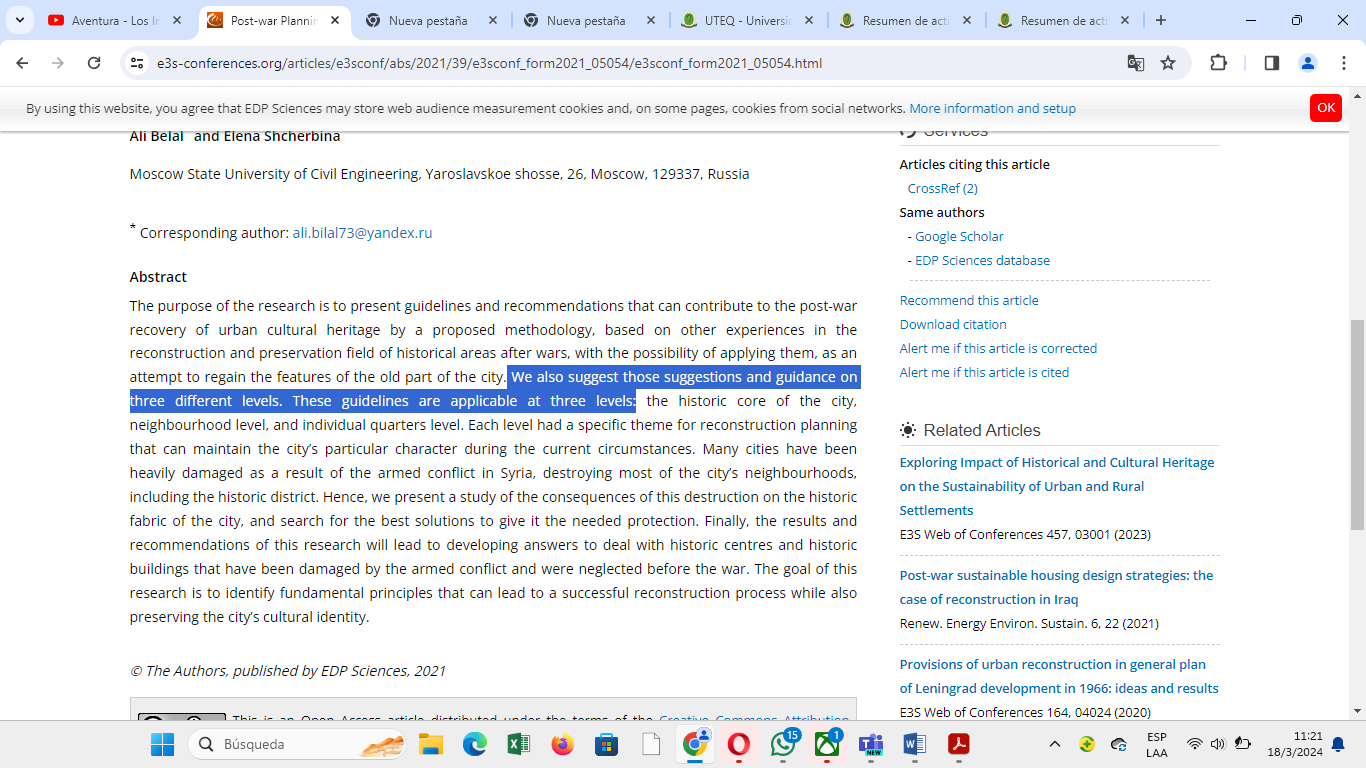 Aventura - Los In
Post-war Plannin
Nueva pestaña
Nueva pestaña
UTEQ - Universid
Resumen de acti
Resumen de acti
e3s-conferences.org/articles/e3sconf/abs/2021/39/e3sconf_form2021_05054/e3sconf_form2021_05054.html
By using this website, you agree that EDP Sciences may store web audience measurement cookies and, on some pages, cookies from social networks. More information and setup
OK
Ali Belal* and Elena Shcherbina
Moscow State University of Civil Engineering, Yaroslavskoe shosse, 26, Moscow, 129337, Russia
* Corresponding author: ali.bilal73@yandex.ru
Abstract
The purpose of the research is to present guidelines and recommendations that can contribute to the post-war
recovery of urban cultural heritage by a proposed methodology, based on other experiences in the
reconstruction and preservation field of historical areas after wars, with the possibility of applying them, as an
attempt to regain the features of the old part of the city. We also suggest those suggestions and guidance on
three different levels. These guidelines are applicable at three levels: the historic core of the city,
neighbourhood level, and individual quarters level. Each level had a specific theme for reconstruction planning
that can maintain the city's particular character during the current circumstances. Many cities have been
heavily damaged as a result of the armed conflict in Syria, destroying most of the city's neighbourhoods,
including the historic district. Hence, we present a study of the consequences of this destruction on the historic
fabric of the city, and search for the best solutions to give it the needed protection. Finally, the results and
recommendations of this research will lead to developing answers to deal with historic centres and historic
buildings that have been damaged by the armed conflict and were neglected before the war. The goal of this
research is to identify fundamental principles that can lead to a successful reconstruction process while also
preserving the city's cultural identity.
© The Authors, published by EDP Sciences, 2021
This is an Open Access article distributed under the terms of the Creative Commons Attribution
Services
Articles citing this article
CrossRef (2)
Same authors
- Google Scholar
- EDP Sciences database
Recommend this article
Download citation
Alert me if this article is corrected
Alert me if this article is cited
Related Articles
Exploring Impact of Historical and Cultural Heritage
on the Sustainability of Urban and Rural
Settlements
E3S Web of Conferences 457, 03001 (2023)
Post-war sustainable housing design strategies: the
case of reconstruction in Iraq
Renew. Energy Environ. Sustain. 6, 22 (2021)
Provisions of urban reconstruction in general plan
of Leningrad development in 1966: ideas and results
E3S Web of Conferences 164, 04024 (2020)
Búsqueda
15
1
NEW
ESP
LAA
11:21
18/3/2024